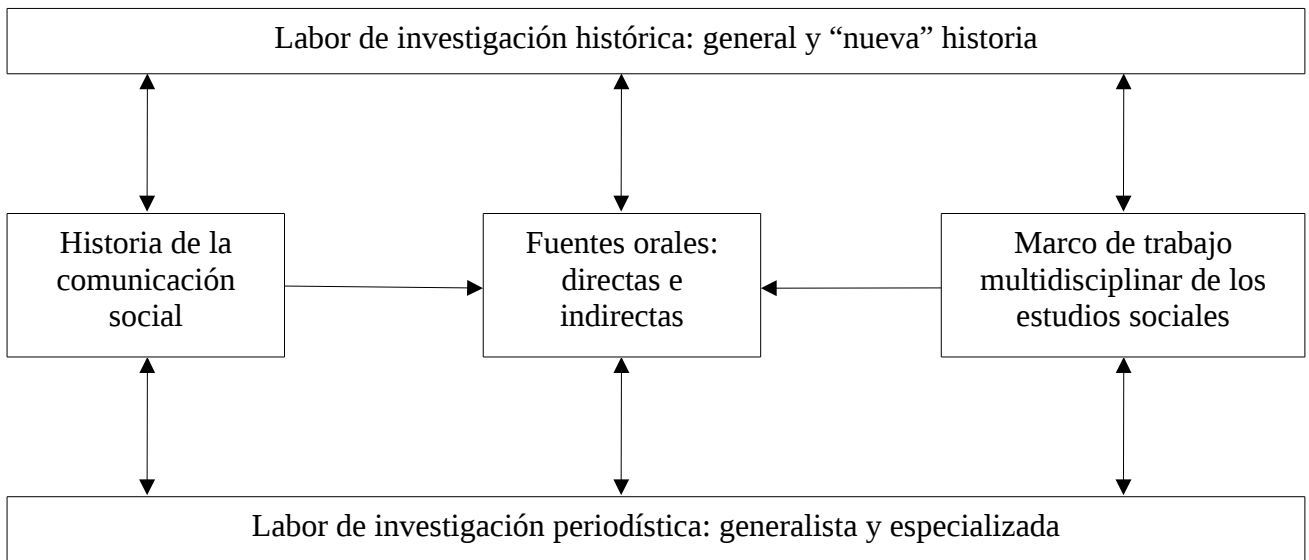 Labor de investigación histórica: general y “nueva” historia
Historia de la
comunicación
social
Fuentes orales:
directas e
indirectas
Marco de trabajo
multidisciplinar de los
estudios sociales
Labor de investigación periodística: generalista y especializada